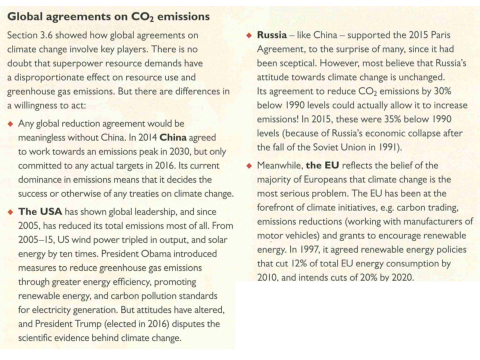 Global agreements on CO₂ emissions
Section 3.6 showed how global agreements on
climate change involve key players. There is no
doubt that superpower resource demands have
a disproportionate effect on resource use and
greenhouse gas emissions. But there are differences in
a willingness to act:
◆ Any global reduction agreement would be
meaningless without China. In 2014 China agreed
to work towards an emissions peak in 2030, but only
committed to any actual targets in 2016. Its current
dominance in emissions means that it decides the
success or otherwise of any treaties on climate change.
◆ The USA has shown global leadership, and since
2005, has reduced its total emissions most of all. From
2005–15, US wind power tripled in output, and solar
energy by ten times. President Obama introduced
measures to reduce greenhouse gas emissions
through greater energy efficiency, promoting
renewable energy, and carbon pollution standards
for electricity generation. But attitudes have altered,
and President Trump (elected in 2016) disputes the
scientific evidence behind climate change.
◆ Russia – like China – supported the 2015 Paris
Agreement, to the surprise of many, since it had
been sceptical. However, most believe that Russia's
attitude towards climate change is unchanged.
Its agreement to reduce CO₂ emissions by 30%
below 1990 levels could actually allow it to increase
emissions! In 2015, these were 35% below 1990
levels (because of Russia's economic collapse after
the fall of the Soviet Union in 1991).
◆ Meanwhile, the EU reflects the belief of the
majority of Europeans that climate change is the
most serious problem. The EU has been at the
forefront of climate initiatives, e.g. carbon trading,
emissions reductions (working with manufacturers of
motor vehicles) and grants to encourage renewable
energy. In 1997, it agreed renewable energy policies
that cut 12% of total EU energy consumption by
2010, and intends cuts of 20% by 2020.